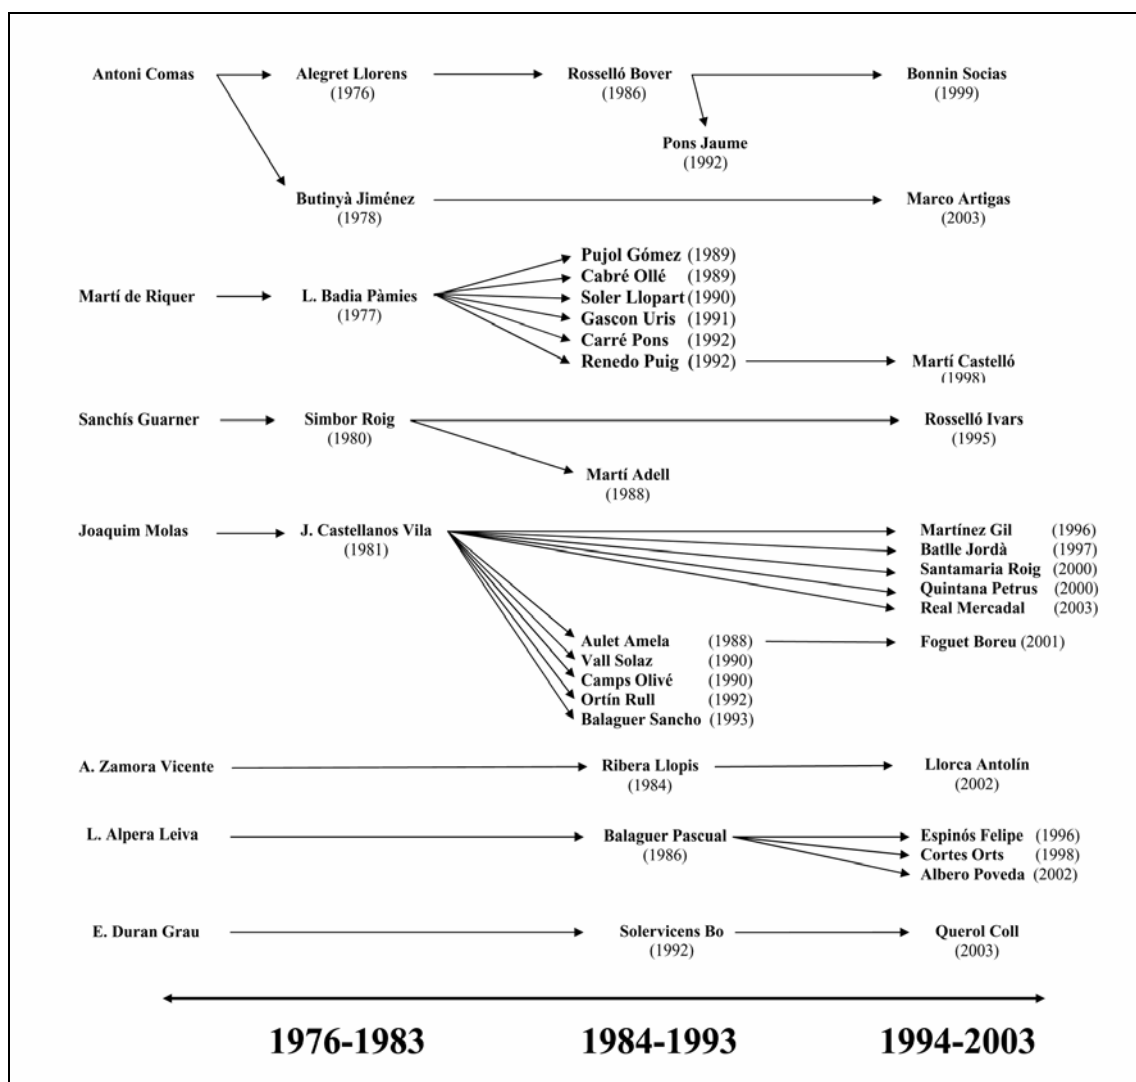 Antoni Comas Alegret Llorens Rosselló Bover Bonnin Socias
(1976) (1986) (1999)
Pons Jaume
(1992)
Butinyà Jiménez Marco Artigas
(1978) (2003)
Pujol Gómez (1989)
Cabré Ollé (1989)
Martí de Riquer L. Badia Pàmies Soler Llopart (1990)
(1977) Gascon Uris (1991)
Carré Pons (1992)
Renedo Puig (1992) Martí Castelló
(1998)
Sanchís Guarner Simbor Roig Rosselló Ivars
(1980) (1995)
Martí Adell
(1988)
Joaquim Molas J. Castellanos Vila Martínez Gil (1996)
(1981) Batlle Jordà (1997)
Santamaria Roig (2000)
Quintana Petrus (2000)
Real Mercadal (2003)
Aulet Amela (1988) Foguet Boreu (2001)
Vall Solaz (1990)
Camps Olivé (1990)
Ortín Rull (1992)
Balaguer Sancho (1993)
A. Zamora Vicente Ribera Llopis Llorca Antolín
(1984) (2002)
L. Alpera Leiva Balaguer Pascual Espinós Felipe (1996)
(1986) Cortes Orts (1998)
Albero Poveda (2002)
E. Duran Grau Solervicens Bo Querol Coll
(1992) (2003)
1976-1983 1984-1993 1994-2003